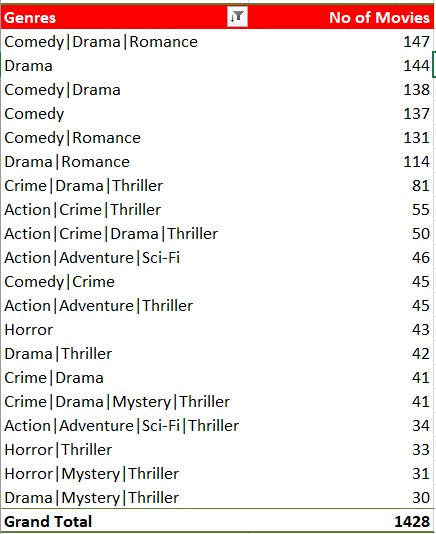 Genres No of Movies
Comedy|Drama|Romance 147
Drama 144
Comedy|Drama 138
Comedy 137
Comedy|Romance 131
Drama|Romance 114
Crime|Drama|Thriller 81
Action|Crime|Thriller 55
Action|Crime|Drama|Thriller 50
Action|Adventure|Sci-Fi 46
Comedy|Crime 45
Action|Adventure|Thriller 45
Horror 43
Drama|Thriller 42
Crime|Drama 41
Crime|Drama|Mystery|Thriller 41
Action|Adventure|Sci-Fi|Thriller 34
Horror|Thriller 33
Horror|Mystery|Thriller 31
Drama|Mystery|Thriller 30
Grand Total 1428